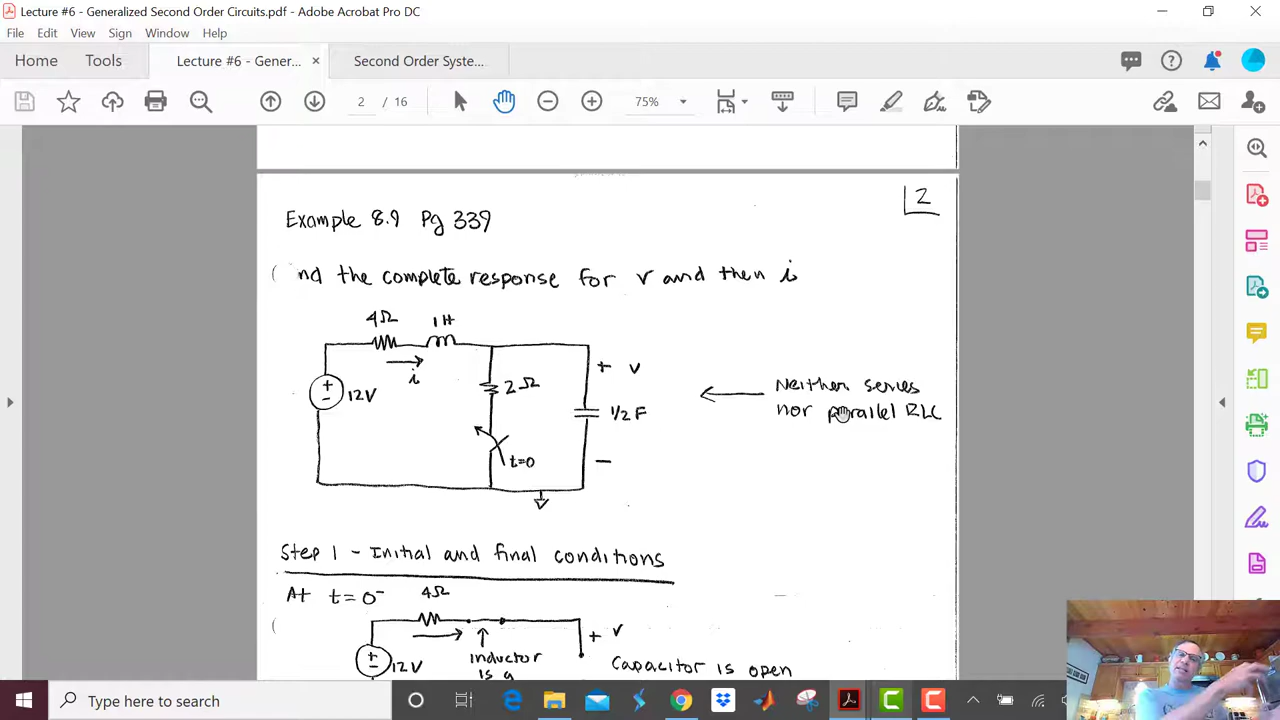 Lecture #6 - Generalized Second Order Circuits.pdf - Adobe Acrobat Pro DC
File Edit View Sign Window Help
Home Tools Lecture #6 - Gener... × Second Order Syste...
2 / 16 75%
2
Example 8.9 Pg 339
nd the complete response for v and then i
4Ω 1H
i
+ v
+ - 12V
2Ω
1/2 F
t=0
-
Neither series
nor parallel RLC
Step 1 - Initial and final conditions
At t = 0⁻ 4Ω
+ v
+ - 12V
inductor
is a
Capacitor is open
Type here to search